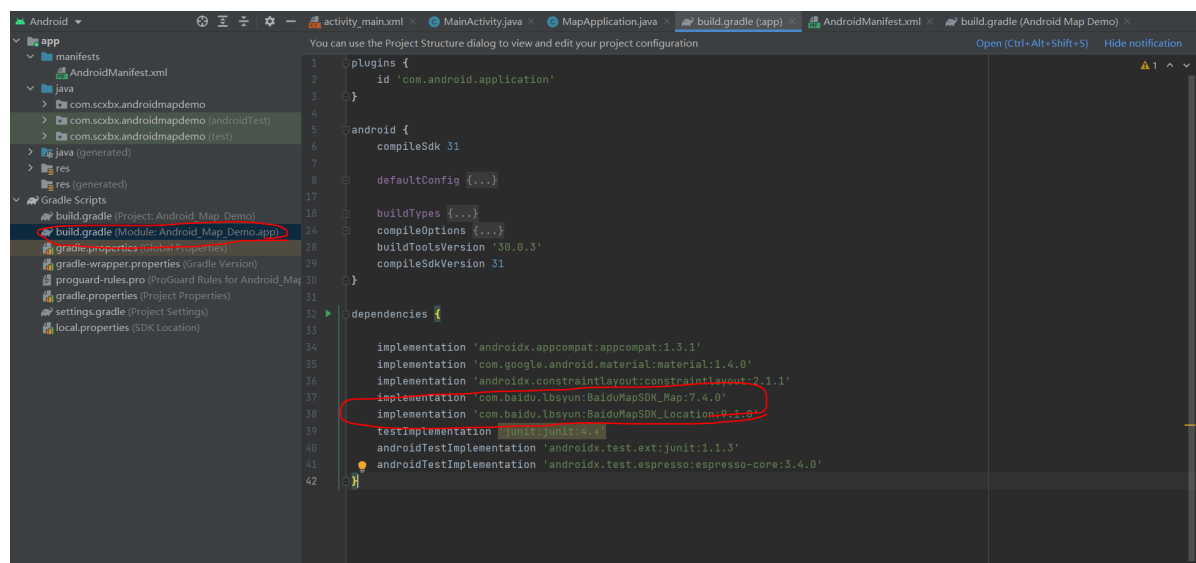 Android
activity_main.xml
MainActivity.java
MapApplication.java
build.gradle (:app)
AndroidManifest.xml
build.gradle (Android Map Demo)
app
manifests
AndroidManifest.xml
java
com.scxbx.androidmapdemo
com.scxbx.androidmapdemo (androidTest)
com.scxbx.androidmapdemo (test)
java (generated)
res
res (generated)
Gradle Scripts
build.gradle (Project: Android_Map_Demo)
build.gradle (Module: Android_Map_Demo.app)
gradle.properties (Global Properties)
gradle-wrapper.properties (Gradle Version)
proguard-rules.pro (ProGuard Rules for Android_Map
gradle.properties (Project Properties)
settings.gradle (Project Settings)
local.properties (SDK Location)
You can use the Project Structure dialog to view and edit your project configuration
Open (Ctrl+Alt+Shift+S) Hide notification
1
1 plugins {
2 id 'com.android.application'
3 }
4
5 android {
6 compileSdk 31
7
8 defaultConfig {...}
17
18 buildTypes {...}
24 compileOptions {...}
28 buildToolsVersion '30.0.3'
29 compileSdkVersion 31
30 }
31
32 dependencies {
33
34 implementation 'androidx.appcompat:appcompat:1.3.1'
35 implementation 'com.google.android.material:material:1.4.0'
36 implementation 'androidx.constraintlayout:constraintlayout:2.1.1'
37 implementation 'com.baidu.lbsyun:BaiduMapSDK_Map:7.4.0'
38 implementation 'com.baidu.lbsyun:BaiduMapSDK_Location:9.1.8'
39 testImplementation 'junit:junit:4.+'
40 androidTestImplementation 'androidx.test.ext:junit:1.1.3'
41 androidTestImplementation 'androidx.test.espresso:espresso-core:3.4.0'
42 }